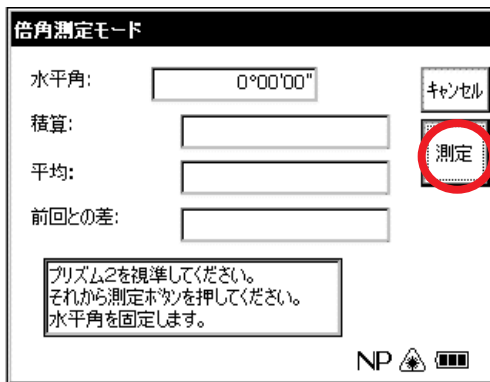 倍角測定モード
水平角: 0°00'00"
キャンセル
積算:
測定
平均:
前回との差:
プリズム2を視準してください。
それから測定ボタンを押してください。
水平角を固定します。
NP